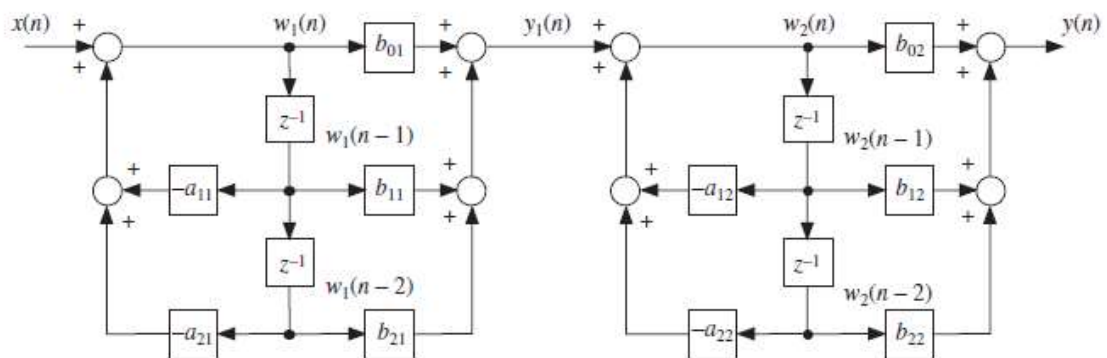 x(n) + w₁(n) b₀₁ + y₁(n) + w₂(n) b₀₂ + y(n)
+ + + +
z⁻¹ z⁻¹
w₁(n − 1) w₂(n − 1)
+ −a₁₁ b₁₁ + + −a₁₂ b₁₂ +
+ + + +
z⁻¹ z⁻¹
w₁(n − 2) w₂(n − 2)
−a₂₁ b₂₁ −a₂₂ b₂₂